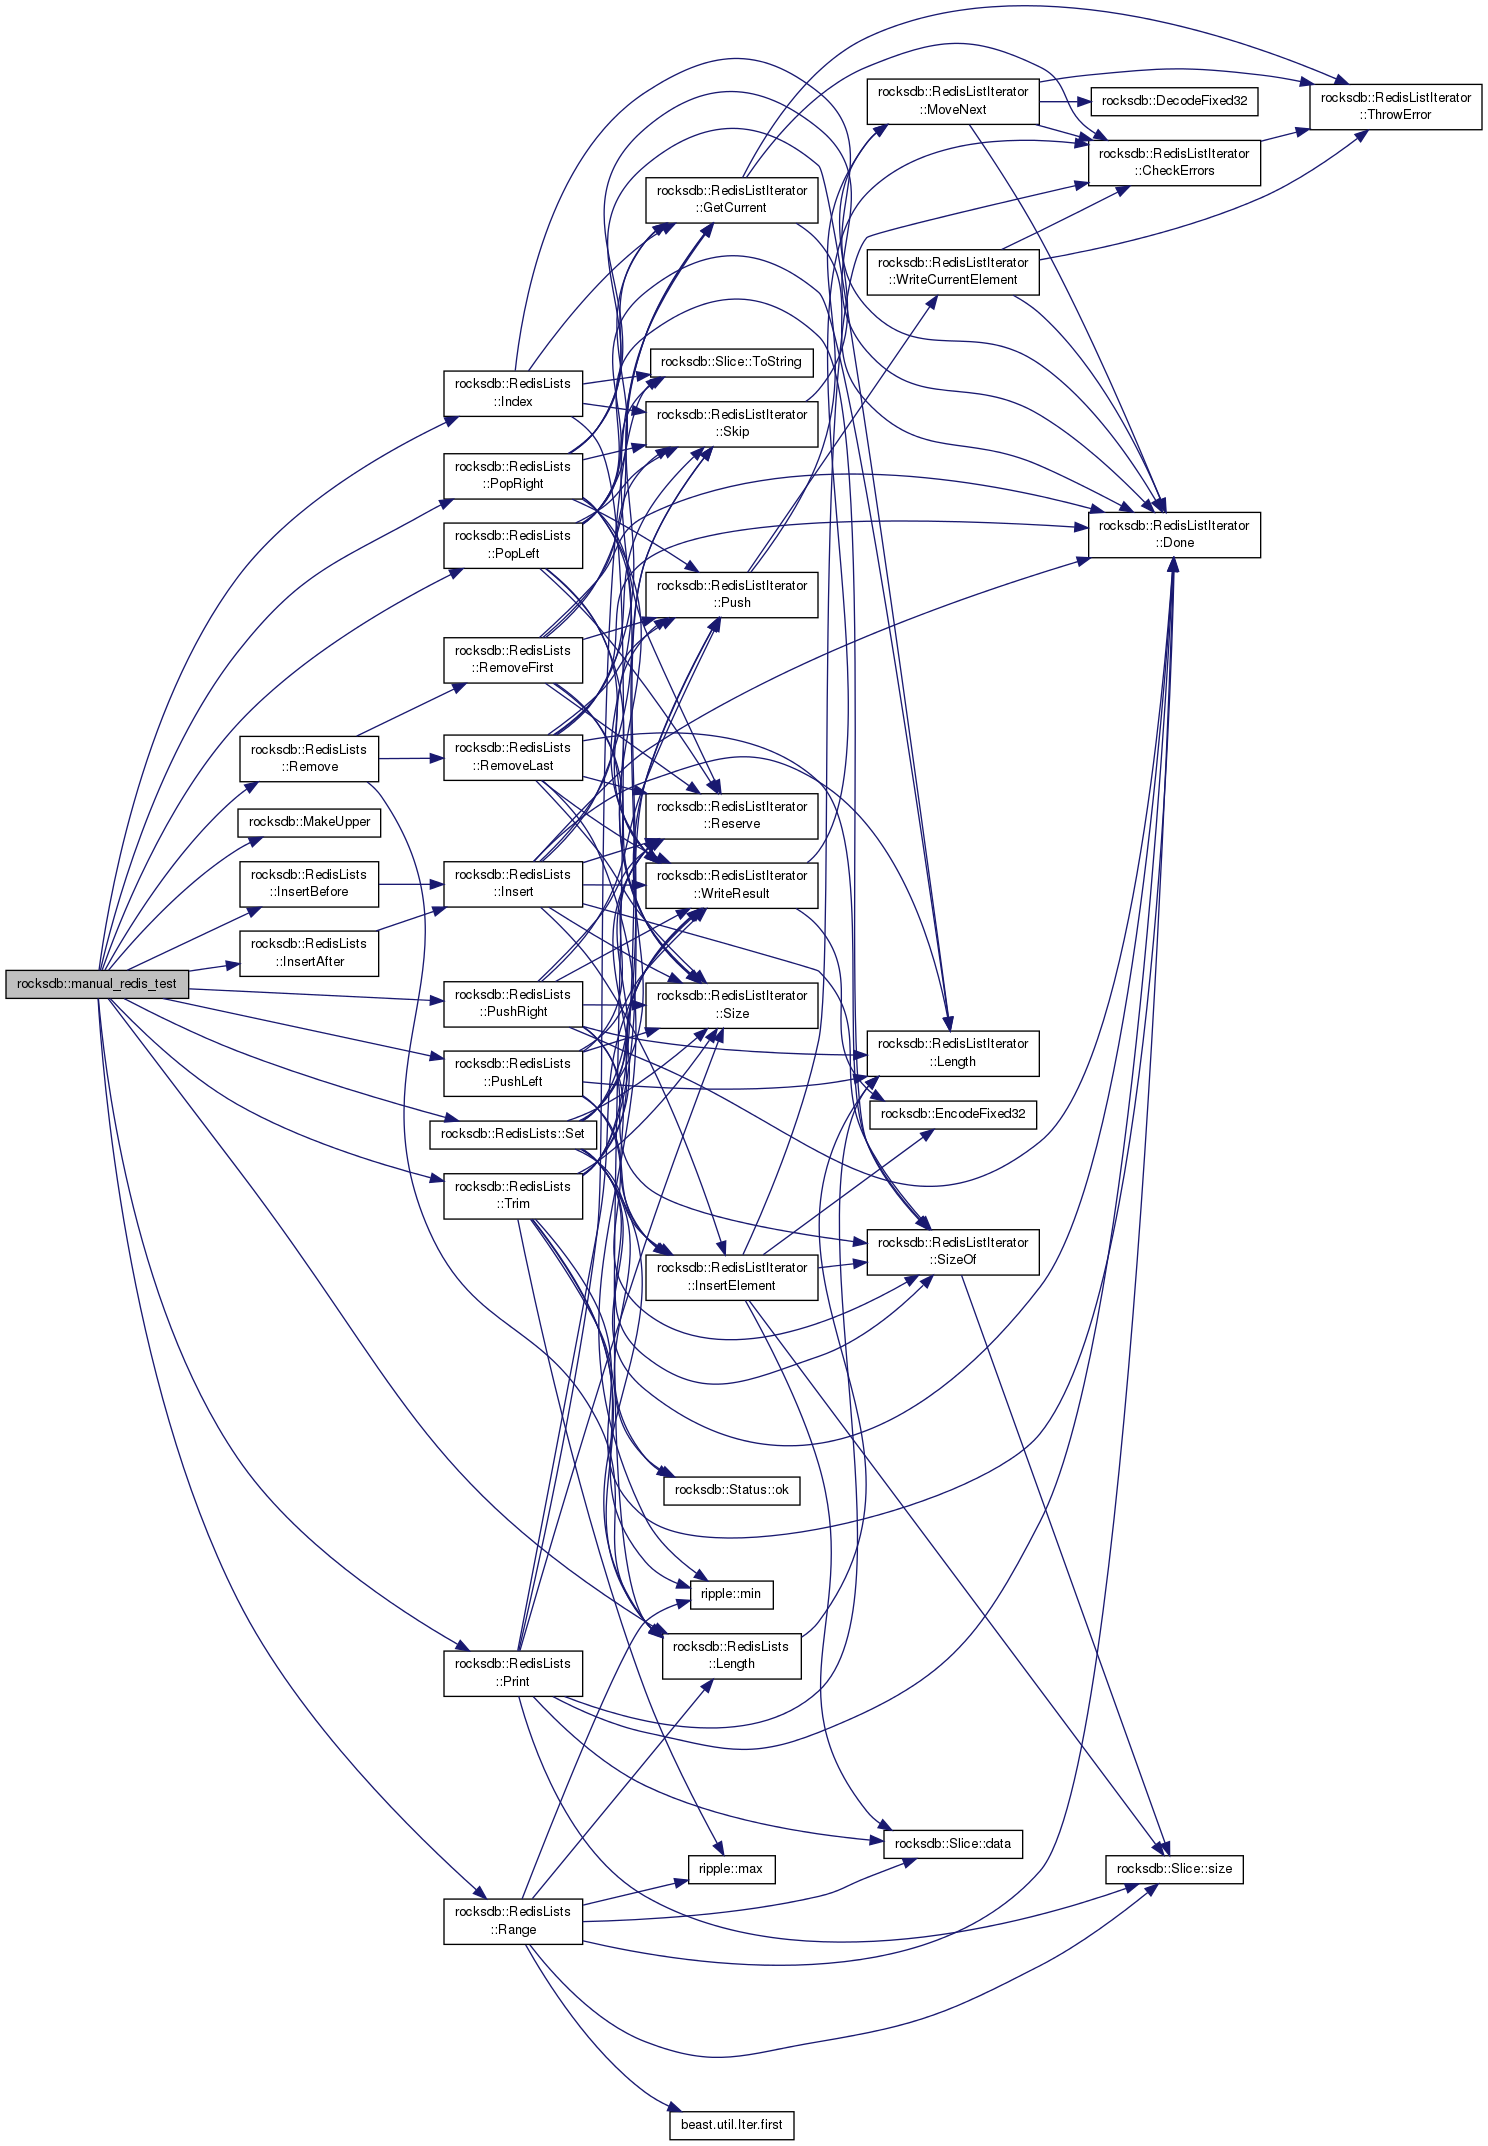 rocksdb::manual_redis_test
rocksdb::RedisLists
::Remove
rocksdb::MakeUpper
rocksdb::RedisLists
::InsertBefore
rocksdb::RedisLists
::InsertAfter
rocksdb::RedisLists
::Index
rocksdb::RedisLists
::PopRight
rocksdb::RedisLists
::PopLeft
rocksdb::RedisLists
::RemoveFirst
rocksdb::RedisLists
::RemoveLast
rocksdb::RedisLists
::Insert
rocksdb::RedisLists
::PushRight
rocksdb::RedisLists
::PushLeft
rocksdb::RedisLists::Set
rocksdb::RedisLists
::Trim
rocksdb::RedisLists
::Print
rocksdb::RedisLists
::Range
rocksdb::RedisListIterator
::GetCurrent
rocksdb::Slice::ToString
rocksdb::RedisListIterator
::Skip
rocksdb::RedisListIterator
::Push
rocksdb::RedisListIterator
::Reserve
rocksdb::RedisListIterator
::WriteResult
rocksdb::RedisListIterator
::Size
rocksdb::RedisListIterator
::InsertElement
rocksdb::Status::ok
ripple::min
rocksdb::RedisLists
::Length
ripple::max
beast.util.Iter.first
rocksdb::RedisListIterator
::MoveNext
rocksdb::RedisListIterator
::WriteCurrentElement
rocksdb::RedisListIterator
::Length
rocksdb::EncodeFixed32
rocksdb::RedisListIterator
::SizeOf
rocksdb::Slice::data
rocksdb::DecodeFixed32
rocksdb::RedisListIterator
::CheckErrors
rocksdb::RedisListIterator
::Done
rocksdb::Slice::size
rocksdb::RedisListIterator
::ThrowError